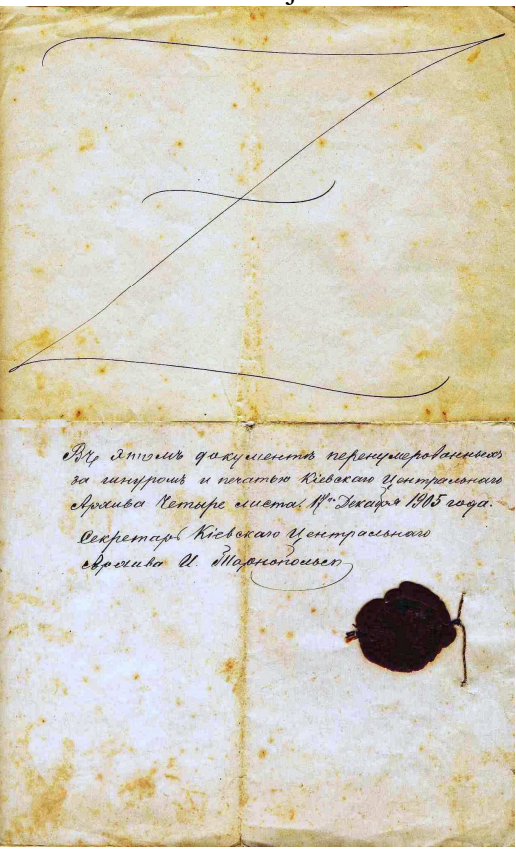 Въ этомъ документѣ перенумерованныхъ
за шнуромъ и печатью Кіевскаго Центральнаго
Архива Четыре листа. 17го Декабря 1905 года.
Секретарь Кіевскаго Центральнаго
Архива И.